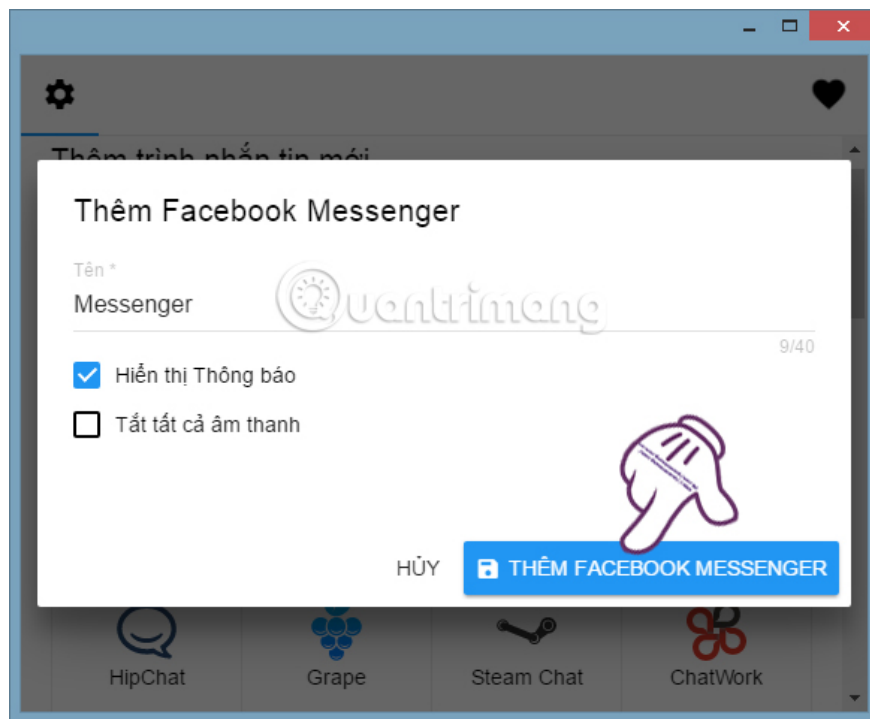 Thêm trình nhắn tin mới
Thêm Facebook Messenger
Tên *
Messenger
Quantrimang
9/40
Hiển thị Thông báo
Tắt tất cả âm thanh
HỦY
THÊM FACEBOOK MESSENGER
HipChat
Grape
Steam Chat
ChatWork